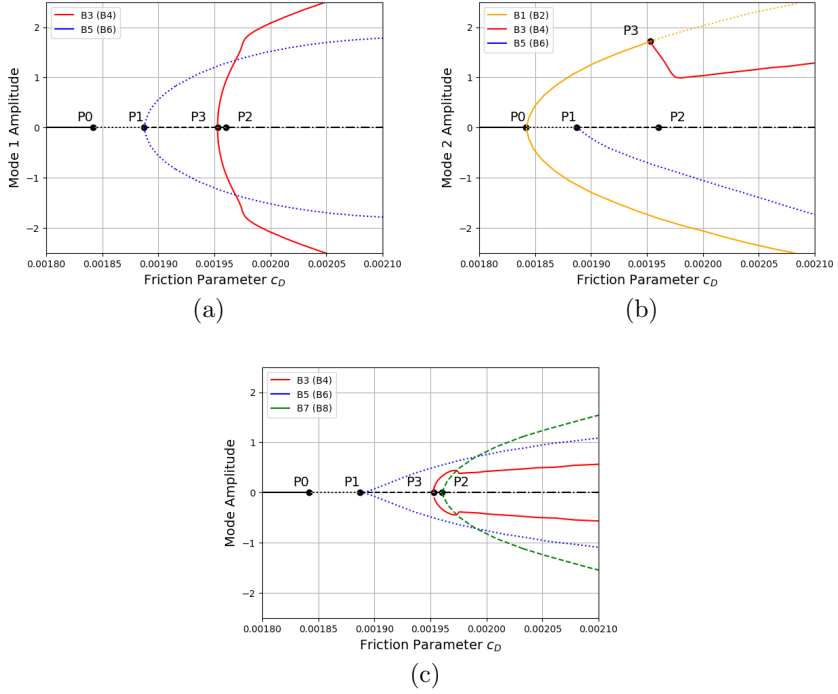 B3 (B4)
B5 (B6)
P0
P1
P3
P2
2
1
0
−1
−2
Mode 1 Amplitude
0.00180
0.00185
0.00190
0.00195
0.00200
0.00205
0.00210
Friction Parameter c_D
(a)
B1 (B2)
B3 (B4)
B5 (B6)
P3
P0
P1
P2
2
1
0
−1
−2
Mode 2 Amplitude
0.00180
0.00185
0.00190
0.00195
0.00200
0.00205
0.00210
Friction Parameter c_D
(b)
B3 (B4)
B5 (B6)
B7 (B8)
P0
P1
P3
P2
2
1
0
−1
−2
Mode Amplitude
0.00180
0.00185
0.00190
0.00195
0.00200
0.00205
0.00210
Friction Parameter c_D
(c)